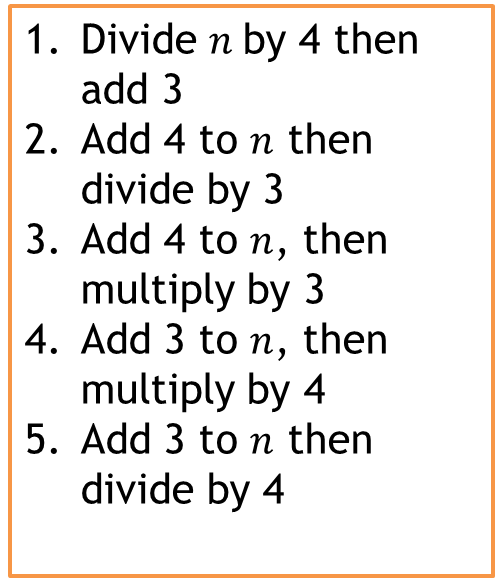 1. Divide n by 4 then
add 3
2. Add 4 to n then
divide by 3
3. Add 4 to n, then
multiply by 3
4. Add 3 to n, then
multiply by 4
5. Add 3 to n then
divide by 4